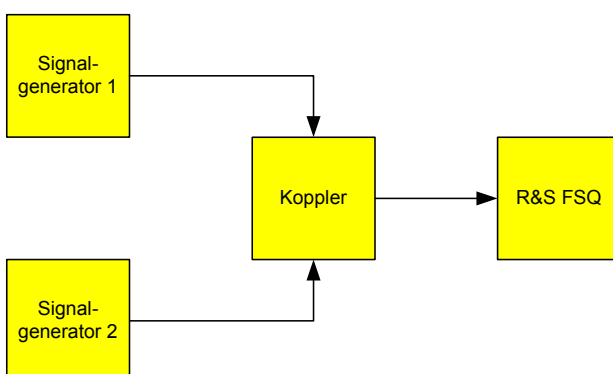 Signal-
generator 1
Koppler
R&S FSQ
Signal-
generator 2